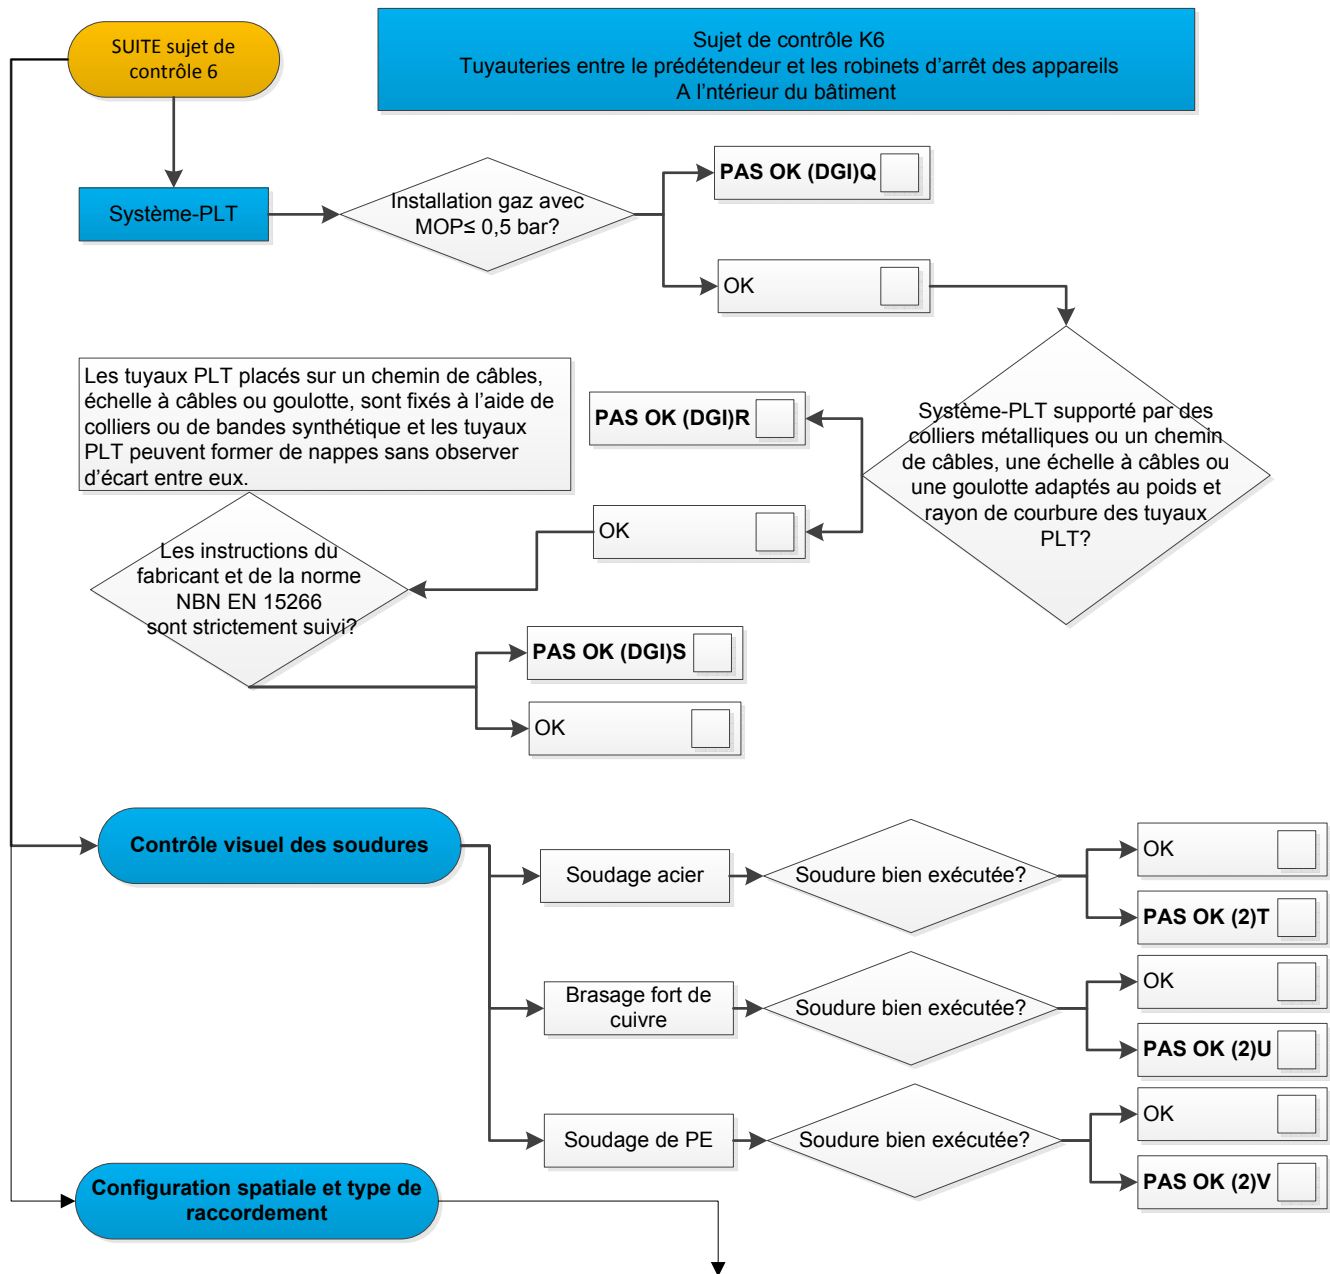 SUITE sujet de
contrôle 6
Sujet de contrôle K6
Tuyauteries entre le prédétendeur et les robinets d'arrêt des appareils
A l'ntérieur du bâtiment
Système-PLT
Installation gaz avec
MOP≤ 0,5 bar?
PAS OK (DGI)Q
OK
Système-PLT supporté par des
colliers métalliques ou un chemin
de câbles, une échelle à câbles ou
une goulotte adaptés au poids et
rayon de courbure des tuyaux
PLT?
PAS OK (DGI)R
OK
Les tuyaux PLT placés sur un chemin de câbles,
échelle à câbles ou goulotte, sont fixés à l'aide de
colliers ou de bandes synthétique et les tuyaux
PLT peuvent former de nappes sans observer
d'écart entre eux.
Les instructions du
fabricant et de la norme
NBN EN 15266
sont strictement suivi?
PAS OK (DGI)S
OK
Contrôle visuel des soudures
Soudage acier
Soudure bien exécutée?
OK
PAS OK (2)T
Brasage fort de
cuivre
Soudure bien exécutée?
OK
PAS OK (2)U
Soudage de PE
Soudure bien exécutée?
OK
PAS OK (2)V
Configuration spatiale et type de
raccordement